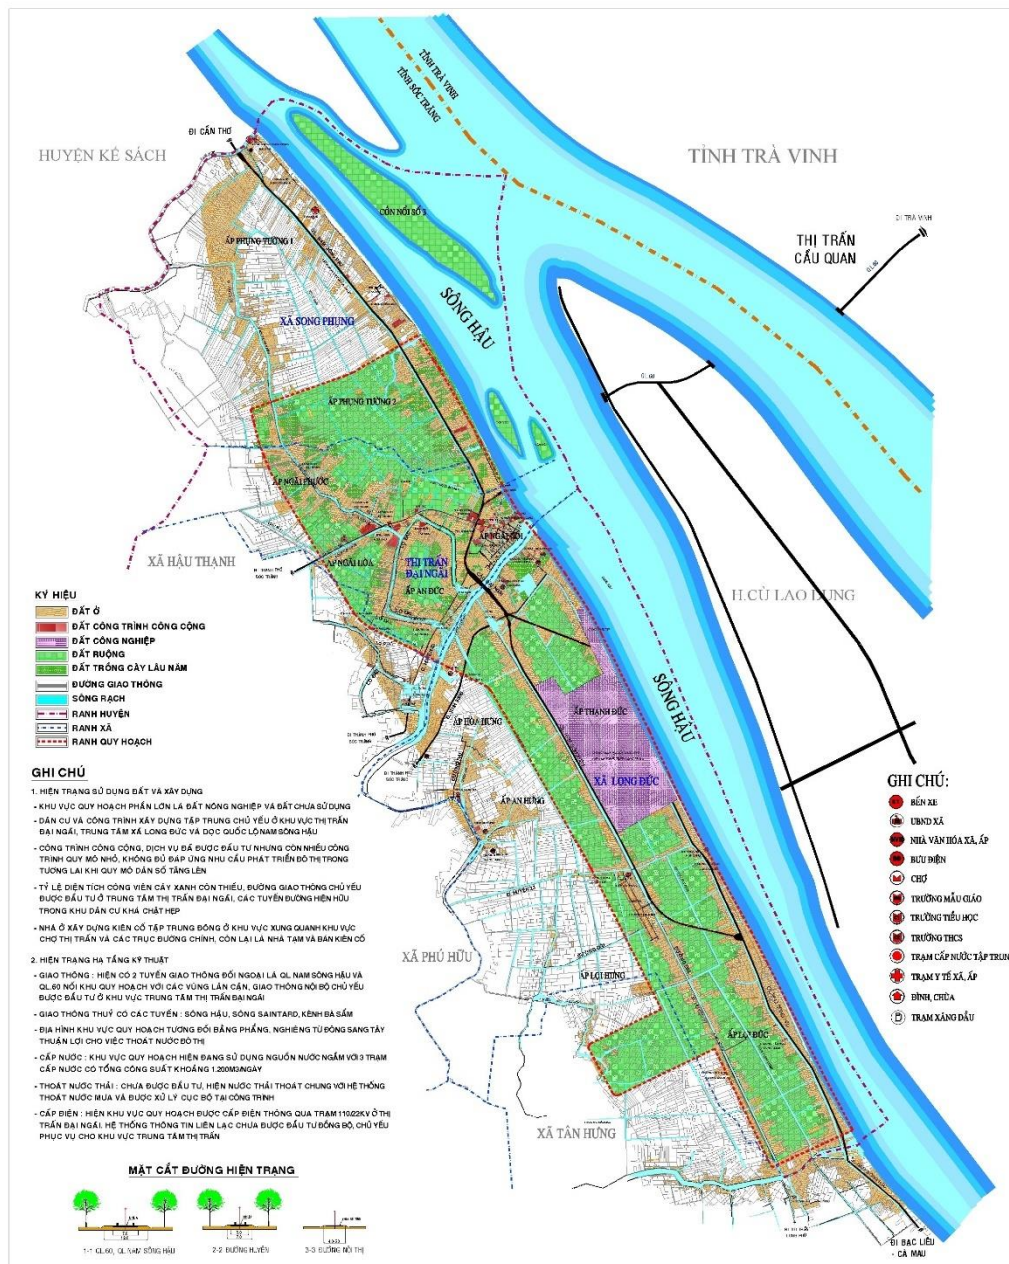 TỈNH TRÀ VINH
TỈNH SÓC TRĂNG
ĐI CẦN THƠ
HUYỆN KẾ SÁCH
TỈNH TRÀ VINH
CỒN NỔI SỐ 3
ĐI TRÀ VINH
THỊ TRẤN
CẦU QUAN
QL.60
ẤP PHỤNG TƯỜNG 1
SÔNG HẬU
XÃ SONG PHỤNG
QL.60
ẤP PHỤNG TƯỜNG 2
ẤP NGÃI PHƯỚC
XÃ HẬU THẠNH
ẤP NGÃI HÒA
THỊ TRẤN
ĐẠI NGÃI
ẤP AN ĐỨC
H.CÙ LAO DUNG
KÝ HIỆU
ĐẤT Ở
ĐẤT CÔNG TRÌNH CÔNG CỘNG
ĐẤT CÔNG NGHIỆP
ĐẤT RUỘNG
ĐẤT TRỒNG CÂY LÂU NĂM
ĐƯỜNG GIAO THÔNG
SÔNG RẠCH
RANH HUYỆN
RANH XÃ
RANH QUY HOẠCH
SÔNG HẬU
ẤP THẠNH ĐỨC
ẤP HÒA HƯNG
XÃ LONG ĐỨC
ẤP AN HƯNG
GHI CHÚ
1. HIỆN TRẠNG SỬ DỤNG ĐẤT VÀ XÂY DỰNG
- KHU VỰC QUY HOẠCH PHẦN LỚN LÀ ĐẤT NÔNG NGHIỆP VÀ ĐẤT CHƯA SỬ DỤNG
- DÂN CƯ VÀ CÔNG TRÌNH XÂY DỰNG TẬP TRUNG CHỦ YẾU Ở KHU VỰC THỊ TRẤN
ĐẠI NGÃI, TRUNG TÂM XÃ LONG ĐỨC VÀ DỌC QUỐC LỘ NAM SÔNG HẬU
- CÔNG TRÌNH CÔNG CỘNG, DỊCH VỤ ĐÃ ĐƯỢC ĐẦU TƯ NHƯNG CÒN NHIỀU CÔNG
TRÌNH QUY MÔ NHỎ, KHÔNG ĐỦ ĐÁP ỨNG NHU CẦU PHÁT TRIỂN ĐÔ THỊ TRONG
TƯƠNG LAI KHI QUY MÔ DÂN SỐ TĂNG LÊN
- TỶ LỆ DIỆN TÍCH CÔNG VIÊN CÂY XANH CÒN THIẾU, ĐƯỜNG GIAO THÔNG CHỦ YẾU
ĐƯỢC ĐẦU TƯ Ở TRUNG TÂM THỊ TRẤN ĐẠI NGÃI, CÁC TUYẾN ĐƯỜNG HIỆN HỮU
TRONG KHU DÂN CƯ KHÁ CHẬT HẸP
- NHÀ Ở XÂY DỰNG KIÊN CỐ TẬP TRUNG ĐÔNG Ở KHU VỰC XUNG QUANH KHU VỰC
CHỢ THỊ TRẤN VÀ CÁC TRỤC ĐƯỜNG CHÍNH, CÒN LẠI LÀ NHÀ TẠM VÀ BÁN KIÊN CỐ
2. HIỆN TRẠNG HẠ TẦNG KỸ THUẬT
- GIAO THÔNG : HIỆN CÓ 2 TUYẾN GIAO THÔNG ĐỐI NGOẠI LÀ QL NAM SÔNG HẬU VÀ
QL.60 NỐI KHU QUY HOẠCH VỚI CÁC VÙNG LÂN CẬN, GIAO THÔNG NỘI BỘ CHỦ YẾU
ĐƯỢC ĐẦU TƯ Ở KHU VỰC TRUNG TÂM THỊ TRẤN ĐẠI NGÃI
- GIAO THÔNG THUỶ CÓ CÁC TUYẾN : SÔNG HẬU, SÔNG SAINTARD, KÊNH BÀ SẨM
- ĐỊA HÌNH KHU VỰC QUY HOẠCH TƯƠNG ĐỐI BẰNG PHẲNG, NGHIÊNG TỪ ĐÔNG SANG TÂY
THUẬN LỢI CHO VIỆC THOÁT NƯỚC ĐÔ THỊ
- CẤP NƯỚC : KHU VỰC QUY HOẠCH HIỆN ĐANG SỬ DỤNG NGUỒN NƯỚC NGẦM VỚI 3 TRẠM
CẤP NƯỚC CÓ TỔNG CÔNG SUẤT KHOẢNG 1.200M3/NGÀY
- THOÁT NƯỚC THẢI : CHƯA ĐƯỢC ĐẦU TƯ, HIỆN NƯỚC THẢI THOÁT CHUNG VỚI HỆ THỐNG
THOÁT NƯỚC MƯA VÀ ĐƯỢC XỬ LÝ CỤC BỘ TẠI CÔNG TRÌNH
- CẤP ĐIỆN : HIỆN KHU VỰC QUY HOẠCH ĐƯỢC CẤP ĐIỆN THÔNG QUA TRẠM 110/22KV Ở THỊ
TRẤN ĐẠI NGÃI. HỆ THỐNG THÔNG TIN LIÊN LẠC CHƯA ĐƯỢC ĐẦU TƯ ĐỒNG BỘ, CHỦ YẾU
PHỤC VỤ CHO KHU VỰC TRUNG TÂM THỊ TRẤN
GHI CHÚ:
BẾN XE
UBND XÃ
NHÀ VĂN HÓA XÃ, ẤP
BƯU ĐIỆN
CHỢ
TRƯỜNG MẪU GIÁO
TRƯỜNG TIỂU HỌC
TRƯỜNG THCS
TRẠM CẤP NƯỚC TẬP TRUN
TRẠM Y TẾ XÃ, ẤP
ĐÌNH, CHÙA
TRẠM XĂNG DẦU
XÃ PHÚ HỮU
ẤP LỢI HƯNG
ẤP LỢI ĐỨC
XÃ TÂN HƯNG
MẶT CẮT ĐƯỜNG HIỆN TRẠNG
1-1 QL.60, QL NAM SÔNG HẬU
2-2 ĐƯỜNG HUYỆN
3-3 ĐƯỜNG NỘI THỊ
ĐI BẠC LIÊU
- CÀ MAU